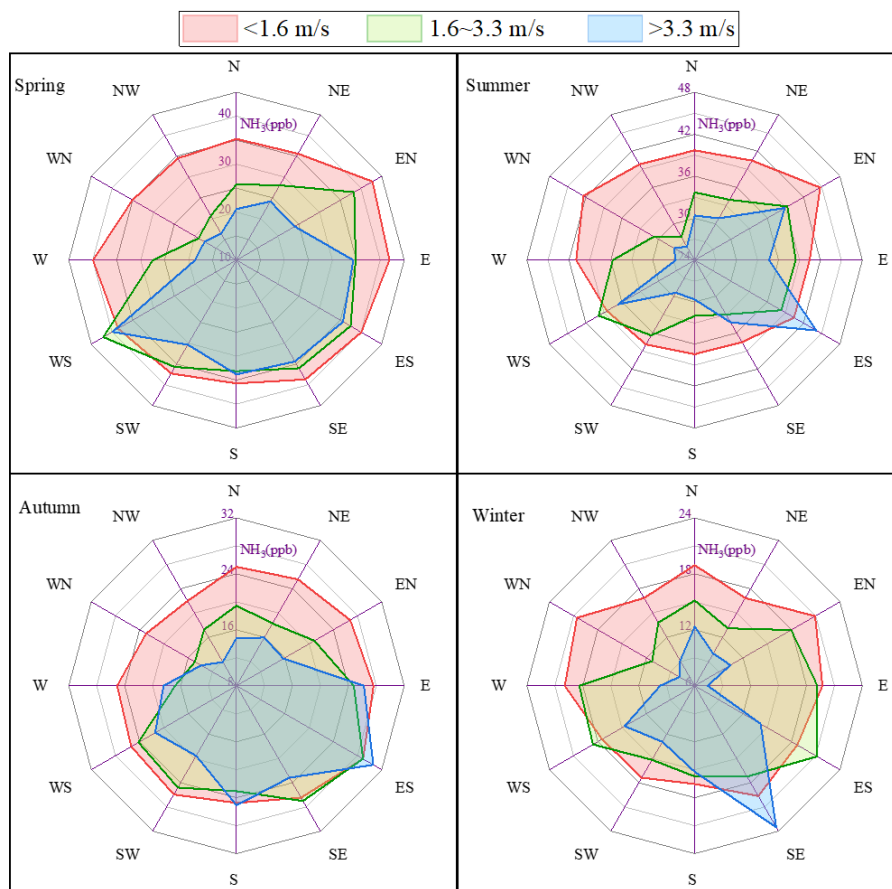 <1.6 m/s 1.6~3.3 m/s >3.3 m/s
Spring
N
NE
EN
E
ES
SE
S
SW
WS
W
WN
NW
NH₃(ppb)
40
30
20
10
Summer
N
NE
EN
E
ES
SE
S
SW
WS
W
WN
NW
NH₃(ppb)
48
42
36
30
24
Autumn
N
NE
EN
E
ES
SE
S
SW
WS
W
WN
NW
NH₃(ppb)
32
24
16
Winter
N
NE
EN
E
ES
SE
S
SW
WS
W
WN
NW
NH₃(ppb)
24
18
12